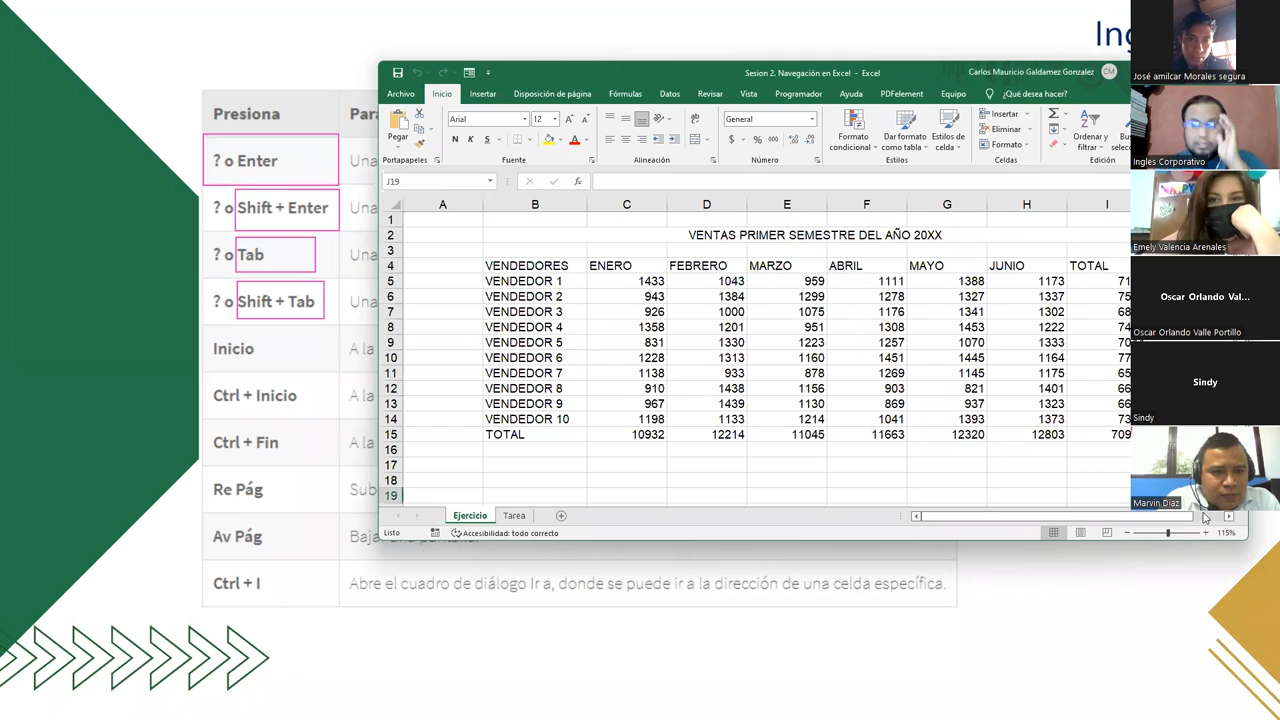 Ing
Presiona
Para
? o Enter
Una
? o Shift + Enter
Una
? o Tab
Una
? o Shift + Tab
Una
Inicio
A la
Ctrl + Inicio
A la
Ctrl + Fin
A la
Re Pág
Sub
Av Pág
Baja
Ctrl + I
Abre el cuadro de diálogo Ir a, donde se puede ir a la dirección de una celda específica.
Sesion 2. Navegación en Excel - Excel
Carlos Mauricio Galdamez Gonzalez
CM
Archivo Inicio Insertar Disposición de página Fórmulas Datos Revisar Vista Programador Ayuda PDFelement Equipo ¿Qué desea hacer?
Pegar
Arial 12
N K S
General
Formato condicional
Dar formato como tabla
Estilos de celda
Insertar
Eliminar
Formato
Ordenar y filtrar
Portapapeles Fuente Alineación Número Estilos Celdas Edición
J19 fx
A B C D E F G H I
1
2 VENTAS PRIMER SEMESTRE DEL AÑO 20XX
3
4 VENDEDORES ENERO FEBRERO MARZO ABRIL MAYO JUNIO TOTAL
5 VENDEDOR 1 1433 1043 959 1111 1388 1173 71
6 VENDEDOR 2 943 1384 1299 1278 1327 1337 75
7 VENDEDOR 3 926 1000 1075 1176 1341 1302 68
8 VENDEDOR 4 1358 1201 951 1308 1453 1222 74
9 VENDEDOR 5 831 1330 1223 1257 1070 1333 70
10 VENDEDOR 6 1228 1313 1160 1451 1445 1164 77
11 VENDEDOR 7 1138 933 878 1269 1145 1175 65
12 VENDEDOR 8 910 1438 1156 903 821 1401 66
13 VENDEDOR 9 967 1439 1130 869 937 1323 66
14 VENDEDOR 10 1198 1133 1214 1041 1393 1373 73
15 TOTAL 10932 12214 11045 11663 12320 12803 709
16
17
18
19
Ejercicio Tarea
Listo Accesibilidad: todo correcto 115%
José amilcar Morales segura
Ingles Corporativo
Emely Valencia Arenales
Oscar Orlando Val...
Oscar Orlando Valle Portillo
Sindy
Sindy
Marvin Diaz